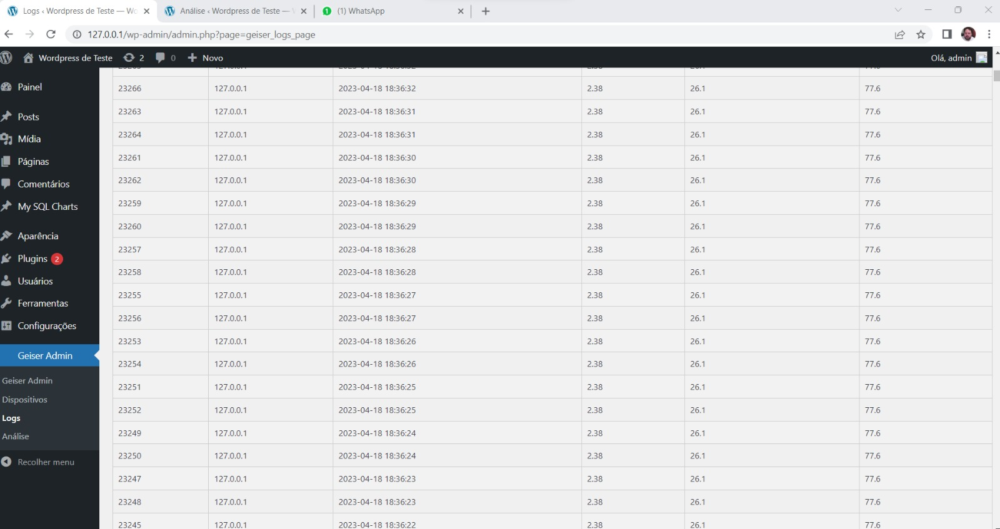 Logs ‹ Wordpress de Teste — Wo
Análise ‹ Wordpress de Teste —
(1) WhatsApp
127.0.0.1/wp-admin/admin.php?page=geiser_logs_page
Wordpress de Teste 2 0 Novo
Olá, admin
Painel
Posts
Mídia
Páginas
Comentários
My SQL Charts
Aparência
Plugins 2
Usuários
Ferramentas
Configurações
Geiser Admin
Geiser Admin
Dispositivos
Logs
Análise
Recolher menu
23266 127.0.0.1 2023-04-18 18:36:32 2.38 26.1 77.6
23263 127.0.0.1 2023-04-18 18:36:31 2.38 26.1 77.6
23264 127.0.0.1 2023-04-18 18:36:31 2.38 26.1 77.6
23261 127.0.0.1 2023-04-18 18:36:30 2.38 26.1 77.6
23262 127.0.0.1 2023-04-18 18:36:30 2.38 26.1 77.6
23259 127.0.0.1 2023-04-18 18:36:29 2.38 26.1 77.6
23260 127.0.0.1 2023-04-18 18:36:29 2.38 26.1 77.6
23257 127.0.0.1 2023-04-18 18:36:28 2.38 26.1 77.6
23258 127.0.0.1 2023-04-18 18:36:28 2.38 26.1 77.6
23255 127.0.0.1 2023-04-18 18:36:27 2.38 26.1 77.6
23256 127.0.0.1 2023-04-18 18:36:27 2.38 26.1 77.6
23253 127.0.0.1 2023-04-18 18:36:26 2.38 26.1 77.6
23254 127.0.0.1 2023-04-18 18:36:26 2.38 26.1 77.6
23251 127.0.0.1 2023-04-18 18:36:25 2.38 26.1 77.6
23252 127.0.0.1 2023-04-18 18:36:25 2.38 26.1 77.6
23249 127.0.0.1 2023-04-18 18:36:24 2.38 26.1 77.6
23250 127.0.0.1 2023-04-18 18:36:24 2.38 26.1 77.6
23247 127.0.0.1 2023-04-18 18:36:23 2.38 26.1 77.6
23248 127.0.0.1 2023-04-18 18:36:23 2.38 26.1 77.6
23245 127.0.0.1 2023-04-18 18:36:22 2.38 26.1 77.6